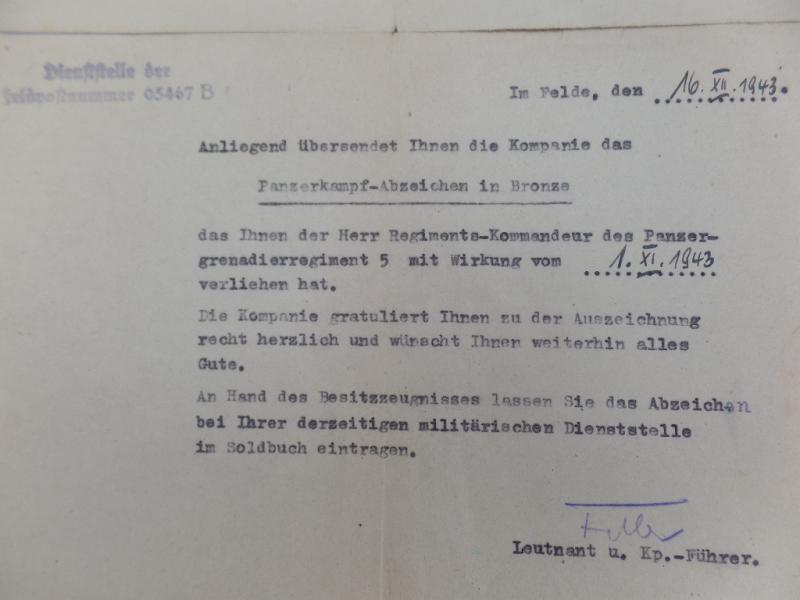 Dienststelle der
Feldpostnummer 05467 B
Im Felde, den 16. XII. 1943.
Anliegend übersendet Ihnen die Kompanie das
Panzerkampf-Abzeichen in Bronze
das Ihnen der Herr Regiments-Kommandeur des Panzer-
grenadierregiment 5 mit Wirkung vom 1. XI. 1943
verliehen hat.
Die Kompanie gratuliert Ihnen zu der Auszeichnung
recht herzlich und wünscht Ihnen weiterhin alles
Gute.
An Hand des Besitzzeugnisses lassen Sie das Abzeichen
bei Ihrer derzeitigen militärischen Dienststelle
im Soldbuch eintragen.
Leutnant u. Kp.-Führer.